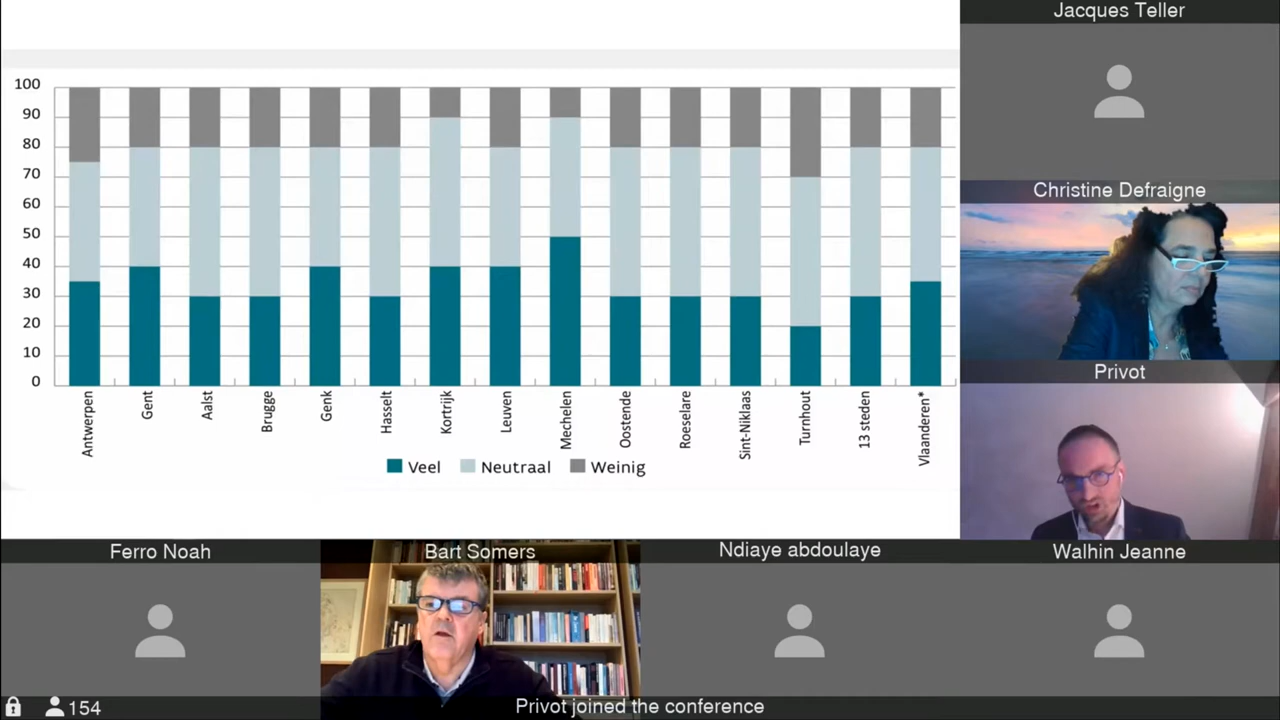 Jacques Teller
100
90
80
70
60
50
40
30
20
10
0
Antwerpen
Gent
Aalst
Brugge
Genk
Hasselt
Kortrijk
Leuven
Mechelen
Oostende
Roeselare
Sint-Niklaas
Turnhout
13 steden
Vlaanderen*
Veel Neutraal Weinig
Christine Defraigne
Privot
Ferro Noah
Bart Somers
Ndiaye abdoulaye
Walhin Jeanne
154
Privot joined the conference